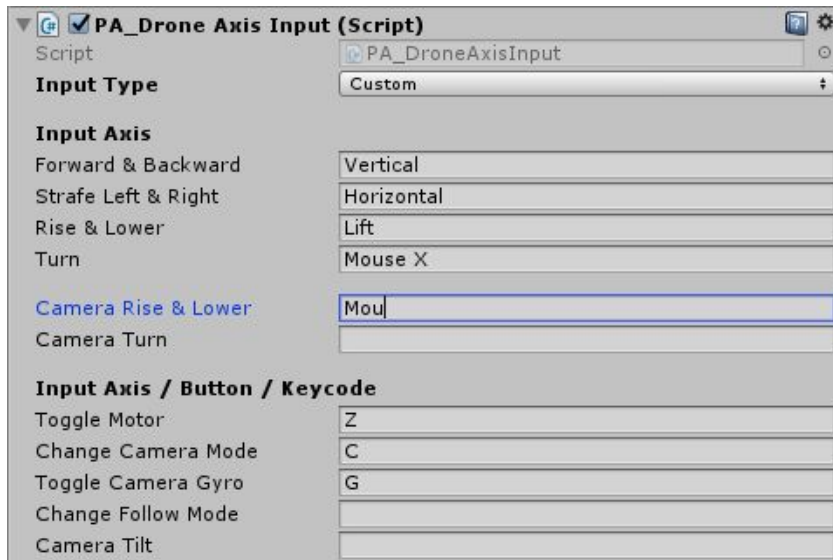 PA_Drone Axis Input (Script)
Script PA_DroneAxisInput
Input Type Custom
Input Axis
Forward & Backward Vertical
Strafe Left & Right Horizontal
Rise & Lower Lift
Turn Mouse X
Camera Rise & Lower Mou
Camera Turn
Input Axis / Button / Keycode
Toggle Motor Z
Change Camera Mode C
Toggle Camera Gyro G
Change Follow Mode
Camera Tilt